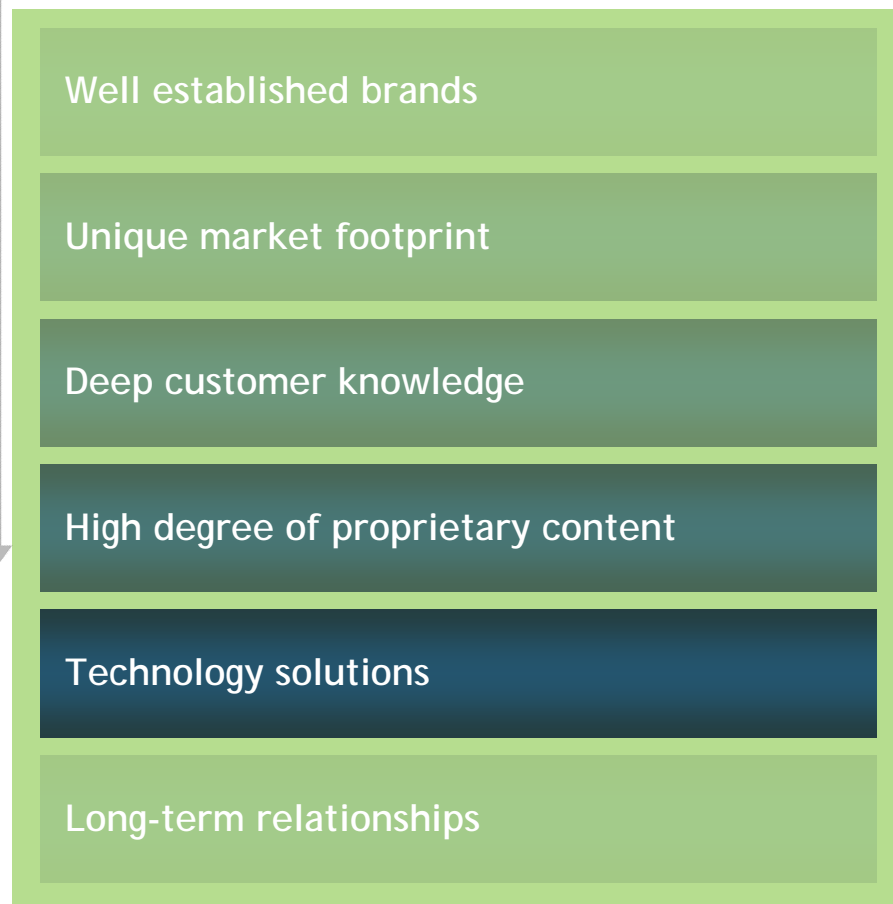 Well established brands
Unique market footprint
Deep customer knowledge
High degree of proprietary content
Technology solutions
Long-term relationships